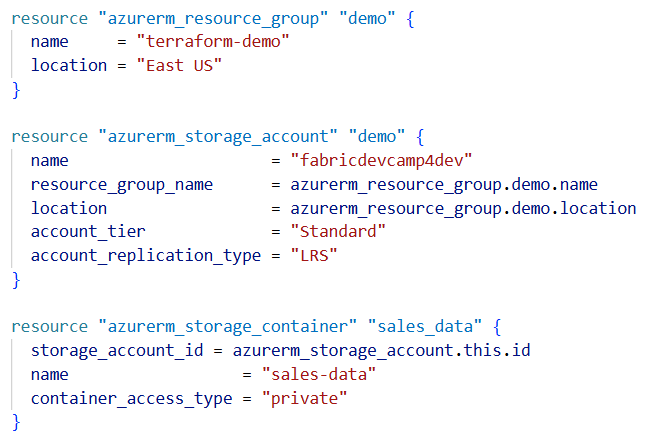 resource "azurerm_resource_group" "demo" {
  name     = "terraform-demo"
  location = "East US"
}

resource "azurerm_storage_account" "demo" {
  name                     = "fabricdevcamp4dev"
  resource_group_name      = azurerm_resource_group.demo.name
  location                 = azurerm_resource_group.demo.location
  account_tier             = "Standard"
  account_replication_type = "LRS"
}

resource "azurerm_storage_container" "sales_data" {
  storage_account_id = azurerm_storage_account.this.id
  name                  = "sales-data"
  container_access_type = "private"
}